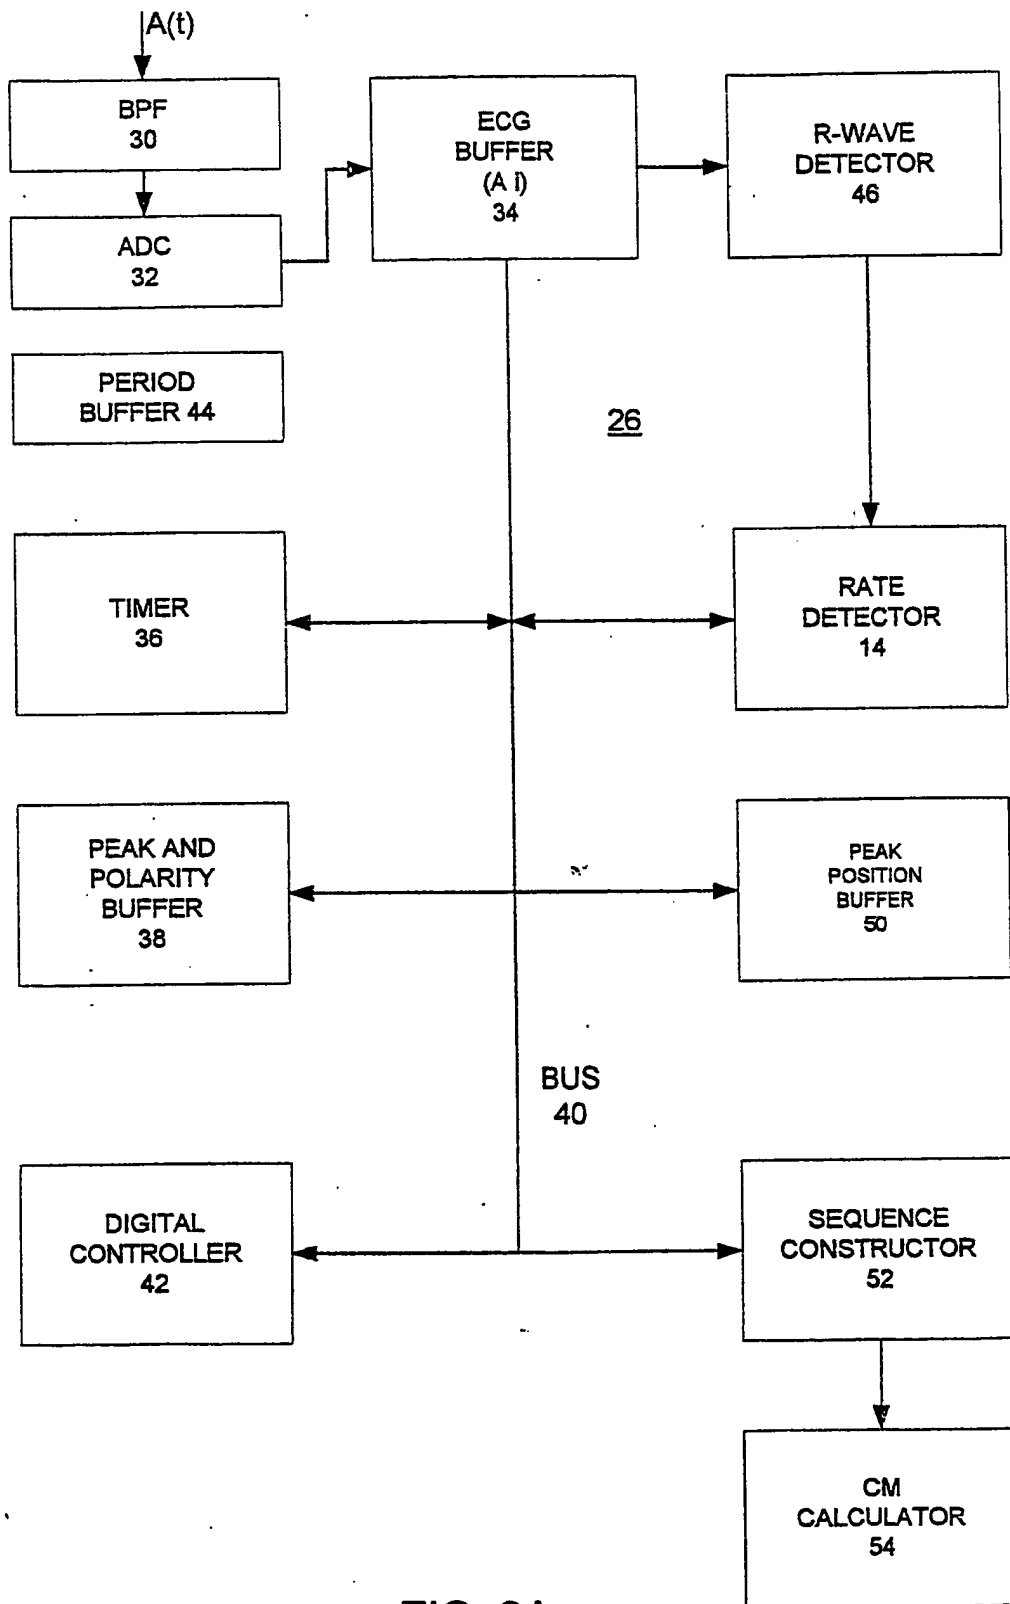 A(t)
BPF
30
ADC
32
ECG
BUFFER
(A i)
34
R-WAVE
DETECTOR
46
PERIOD
BUFFER 44
26
TIMER
36
RATE
DETECTOR
14
PEAK AND
POLARITY
BUFFER
38
PEAK
POSITION
BUFFER
50
BUS
40
DIGITAL
CONTROLLER
42
SEQUENCE
CONSTRUCTOR
52
CM
CALCULATOR
54